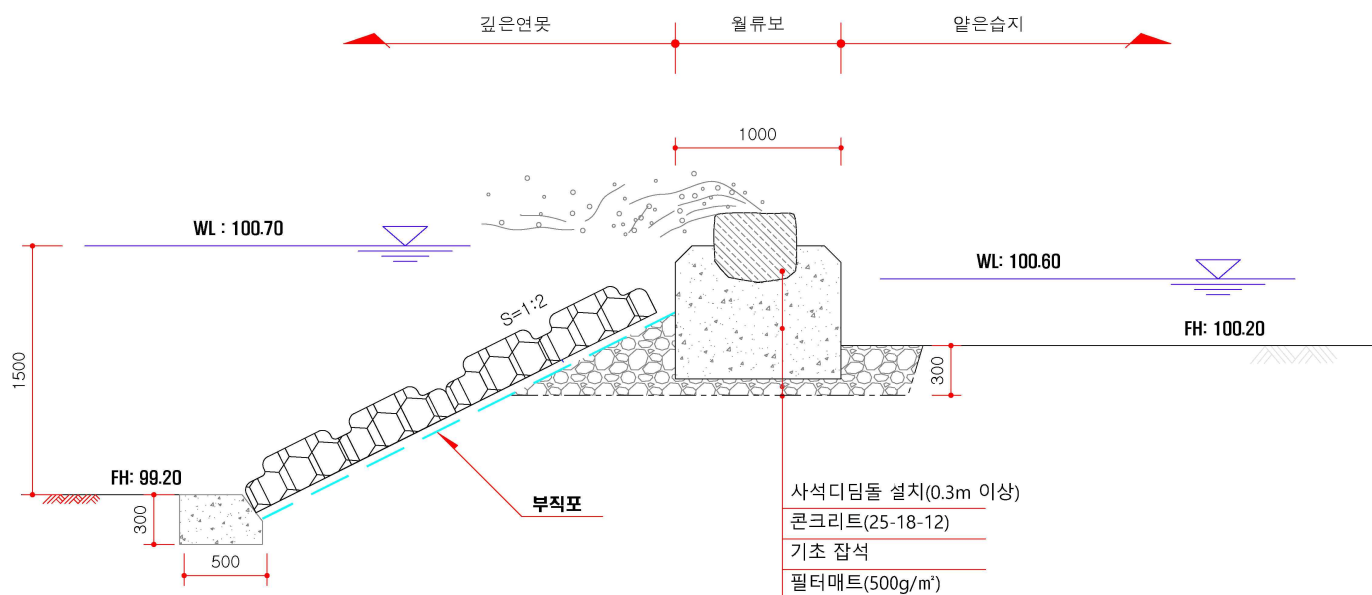 깊은연못
월류보
얕은습지
1000
WL : 100.70
WL: 100.60
S=1:2
FH: 100.20
1500
300
FH: 99.20
300
부직포
500
사석디딤돌 설치(0.3m 이상)
콘크리트(25-18-12)
기초 잡석
필터매트(500g/㎡)